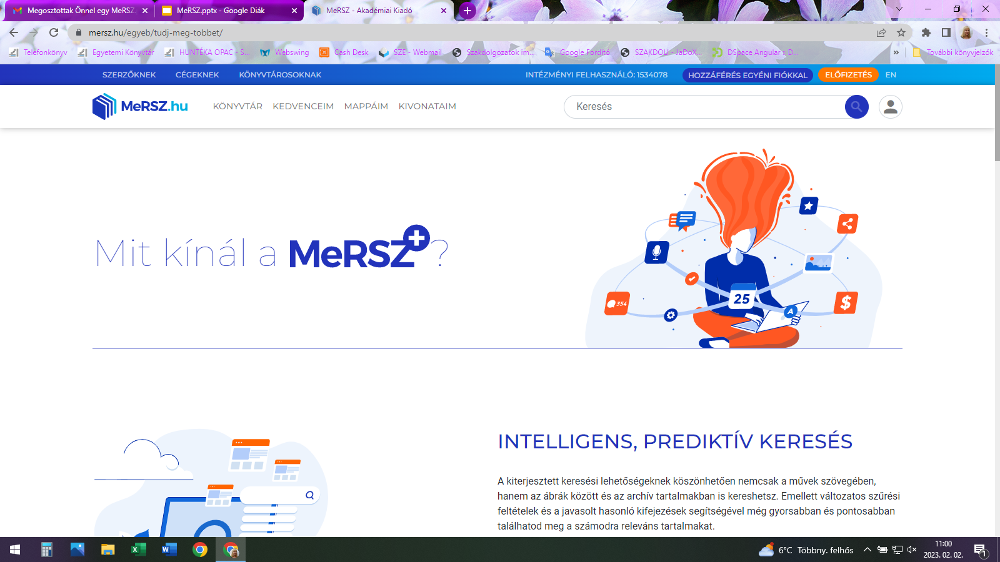 Megosztottak Önnel egy MeRSZ.
MeRSZ.pptx - Google Diák
MeRSZ - Akadémiai Kiadó
mersz.hu/egyeb/tudj-meg-tobbet/
Telefonkönyv
Egyetemi Könyvtár
HUNTÉKA OPAC - S...
Webswing
Cash Desk
SZE - Webmail
Szakdolgozatok im...
Google Fordító
SZAKDOLI - JaDoX...
DSpace Angular :: D...
»
További könyvjelzők
SZERZŐKNEK CÉGEKNEK KÖNYVTÁROSOKNAK INTÉZMÉNYI FELHASZNÁLÓ: 1534078 HOZZÁFÉRÉS EGYÉNI FIÓKKAL ELŐFIZETÉS EN
MeRSZ.hu KÖNYVTÁR KEDVENCEIM MAPPÁIM KIVONATAIM Keresés
Mit kínál a MeRSZ+?
354
25
A
$
INTELLIGENS, PREDIKTÍV KERESÉS
A kiterjesztett keresési lehetőségeknek köszönhetően nemcsak a művek szövegében,
hanem az ábrák között és az archív tartalmakban is kereshetsz. Emellett változatos szűrési
feltételek és a javasolt hasonló kifejezések segítségével még gyorsabban és pontosabban
találhatod meg a számodra releváns tartalmakat.
6°C Többny. felhős
11:00
2023. 02. 02.
1